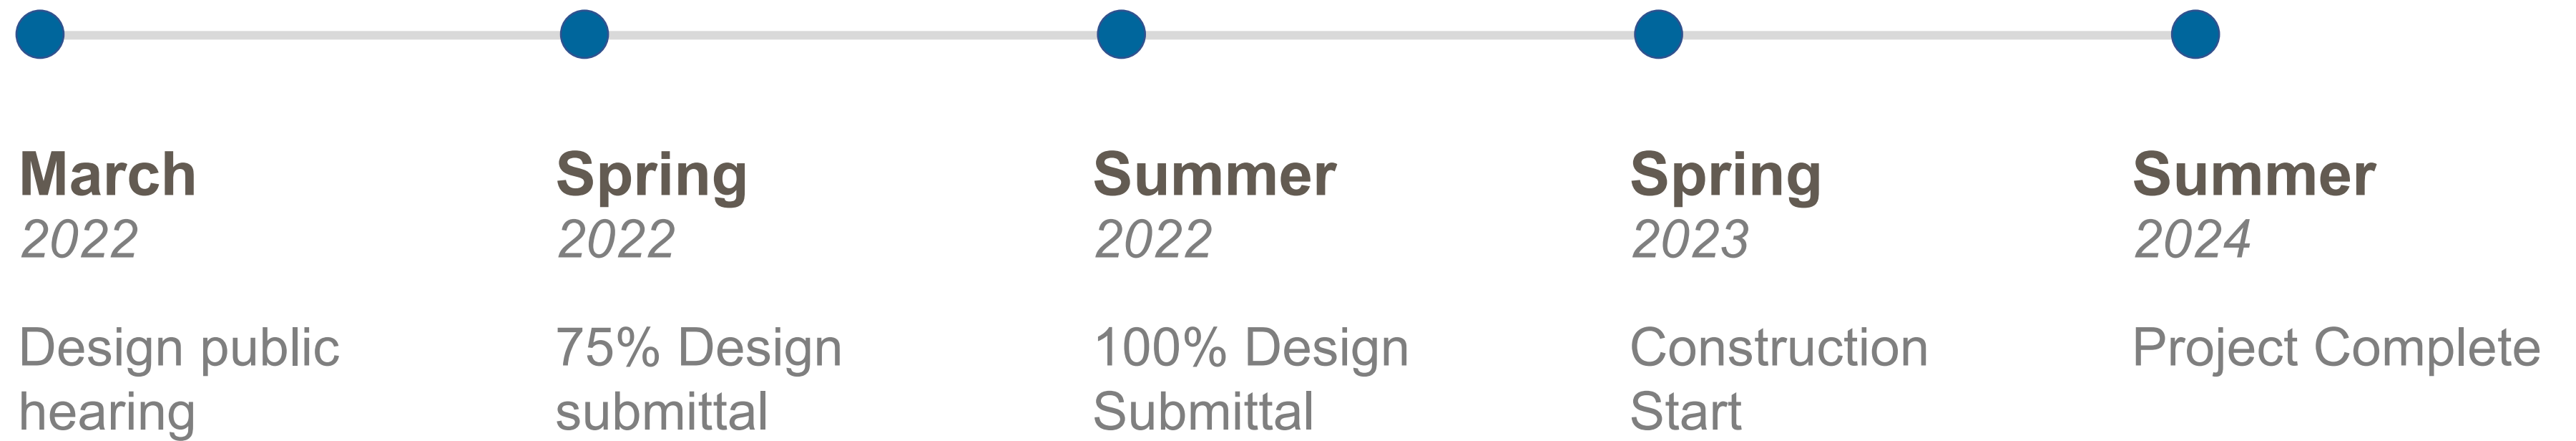 March
2022
Design public
hearing
Spring
2022
75% Design
submittal
Summer
2022
100% Design
Submittal
Spring
2023
Construction
Start
Summer
2024
Project Complete